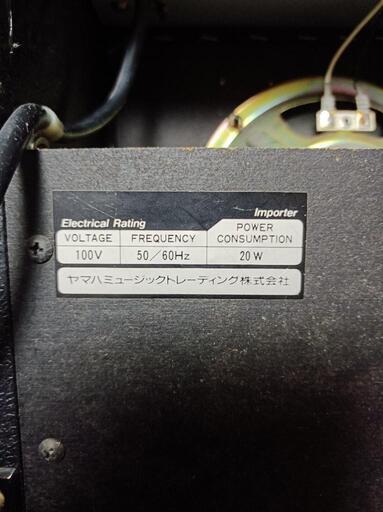 Electrical Rating Importer
VOLTAGE FREQUENCY POWER CONSUMPTION
100V 50/60Hz 20W
ヤマハミュージックトレーディング株式会社